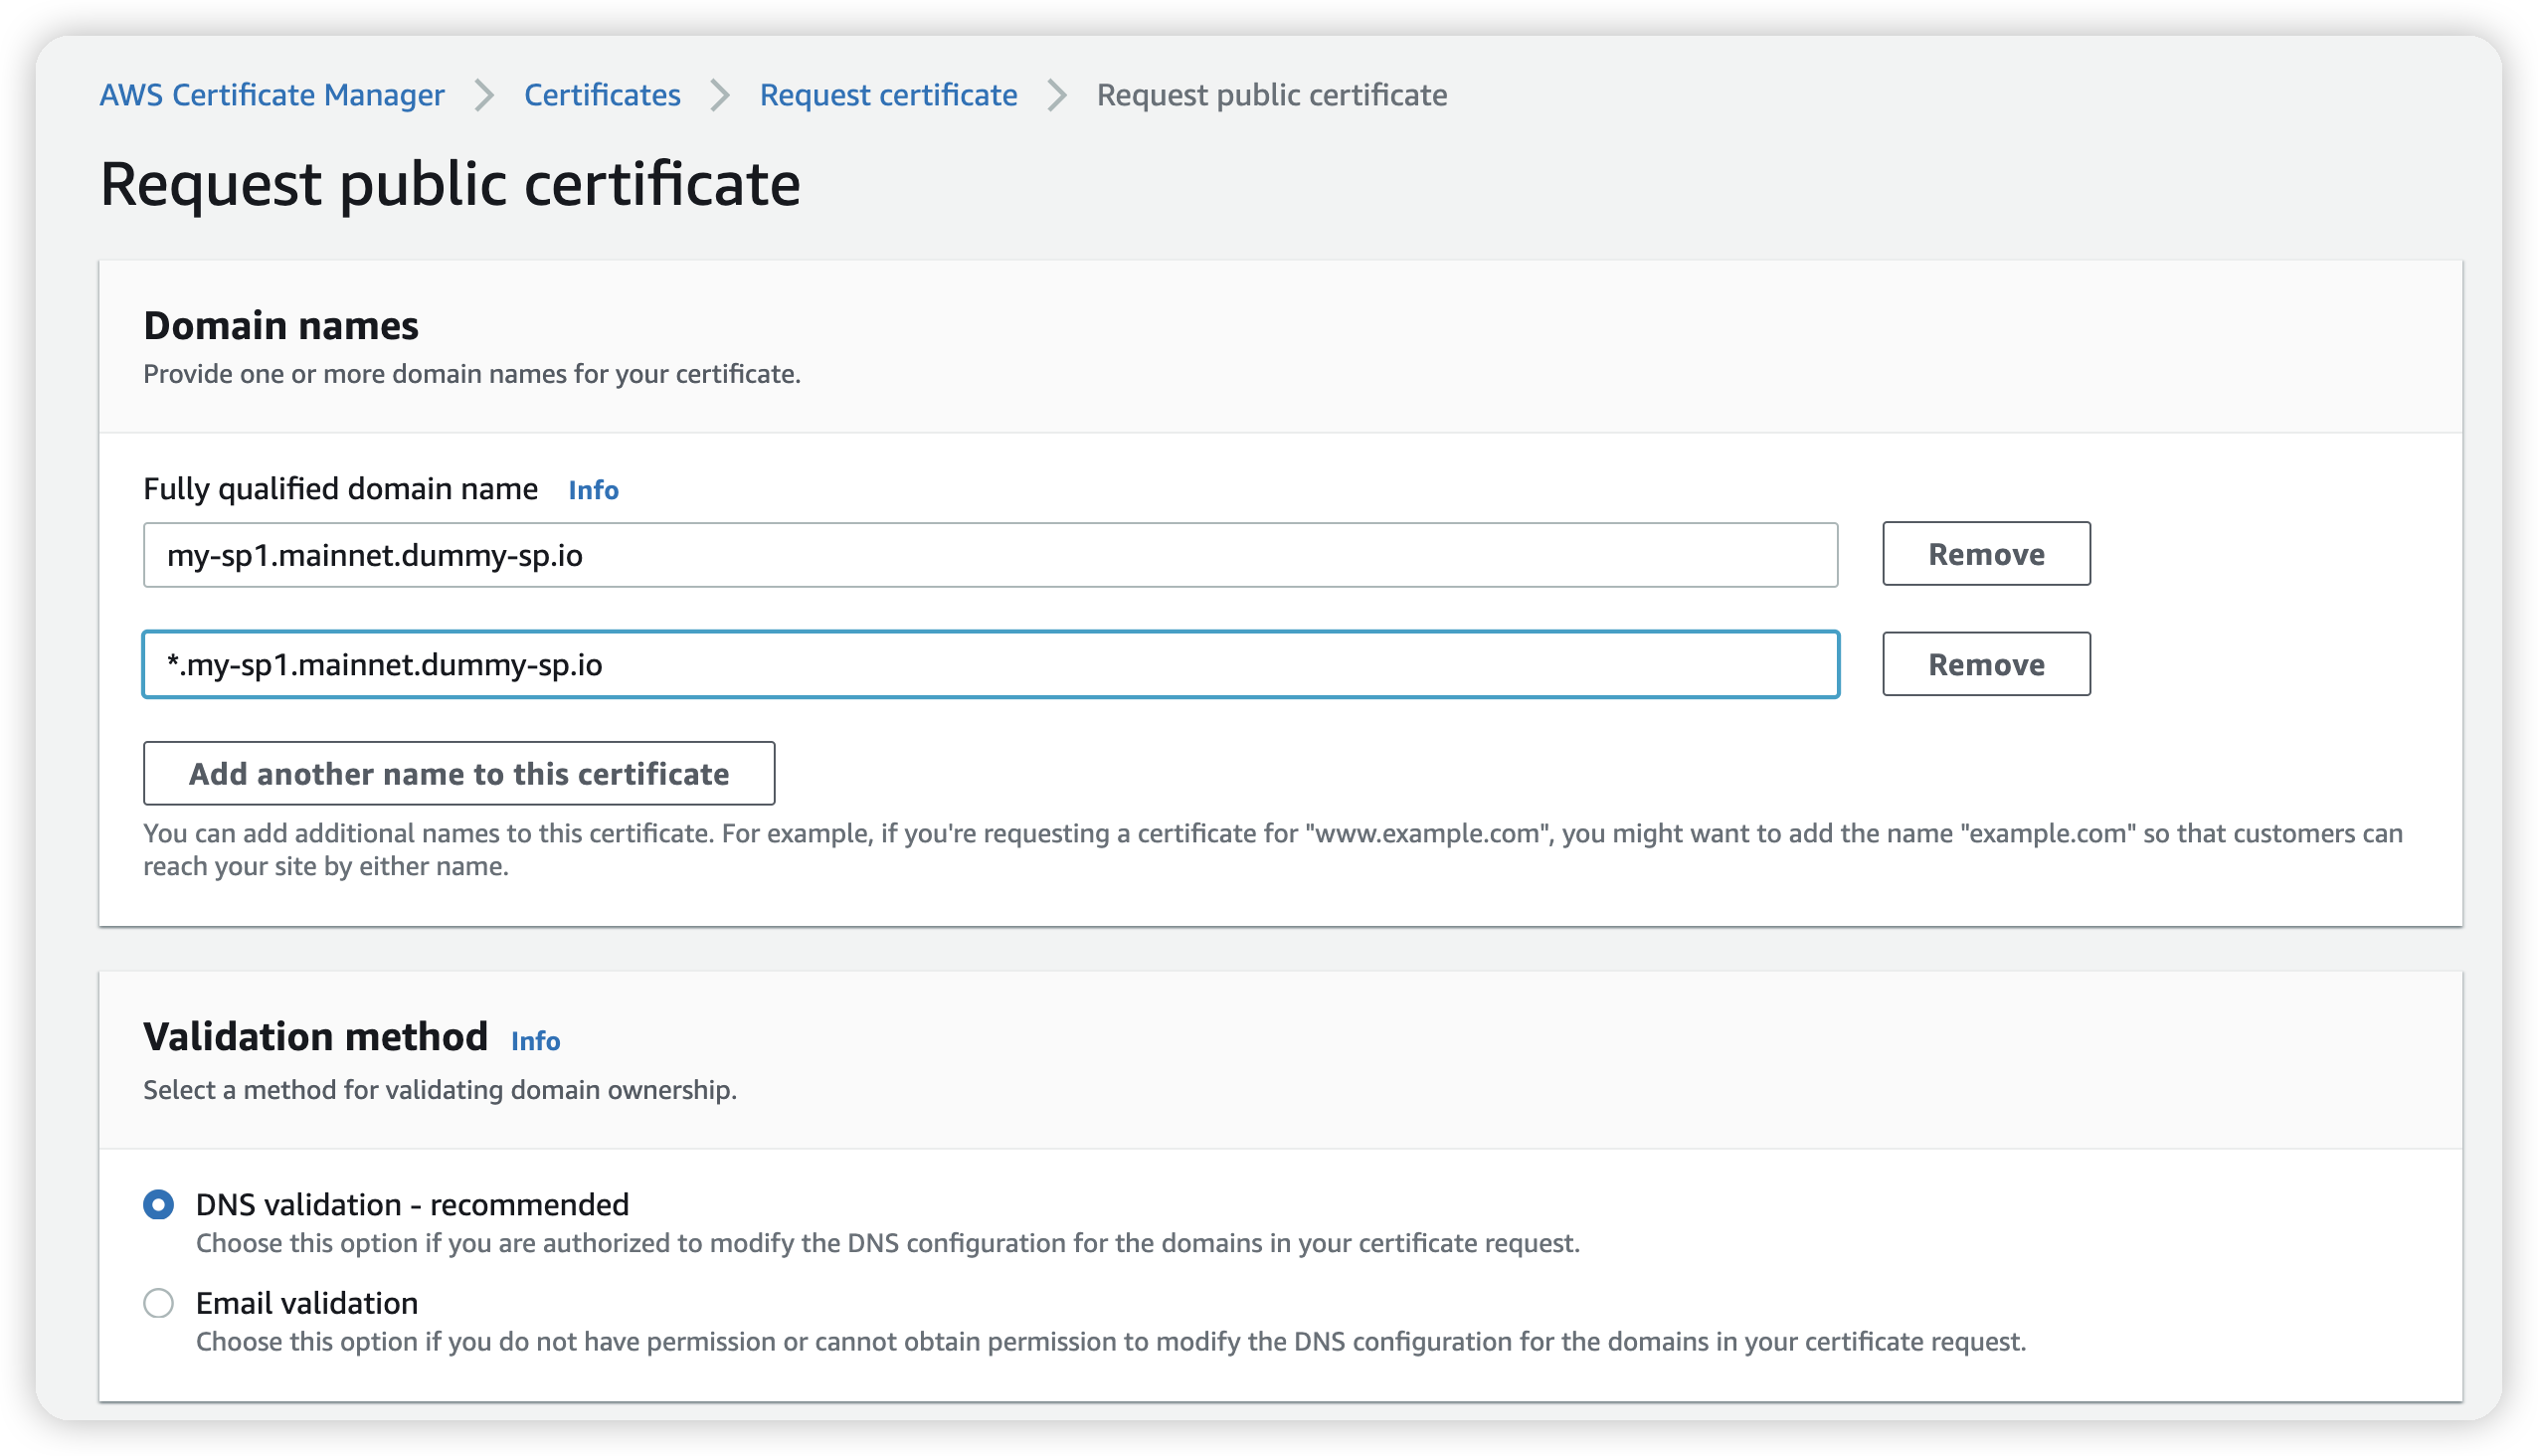 AWS Certificate Manager > Certificates > Request certificate > Request public certificate
Request public certificate
Domain names
Provide one or more domain names for your certificate.
Fully qualified domain name Info
my-sp1.mainnet.dummy-sp.io Remove
*.my-sp1.mainnet.dummy-sp.io Remove
Add another name to this certificate
You can add additional names to this certificate. For example, if you're requesting a certificate for "www.example.com", you might want to add the name "example.com" so that customers can
reach your site by either name.
Validation method Info
Select a method for validating domain ownership.
DNS validation - recommended
Choose this option if you are authorized to modify the DNS configuration for the domains in your certificate request.
Email validation
Choose this option if you do not have permission or cannot obtain permission to modify the DNS configuration for the domains in your certificate request.